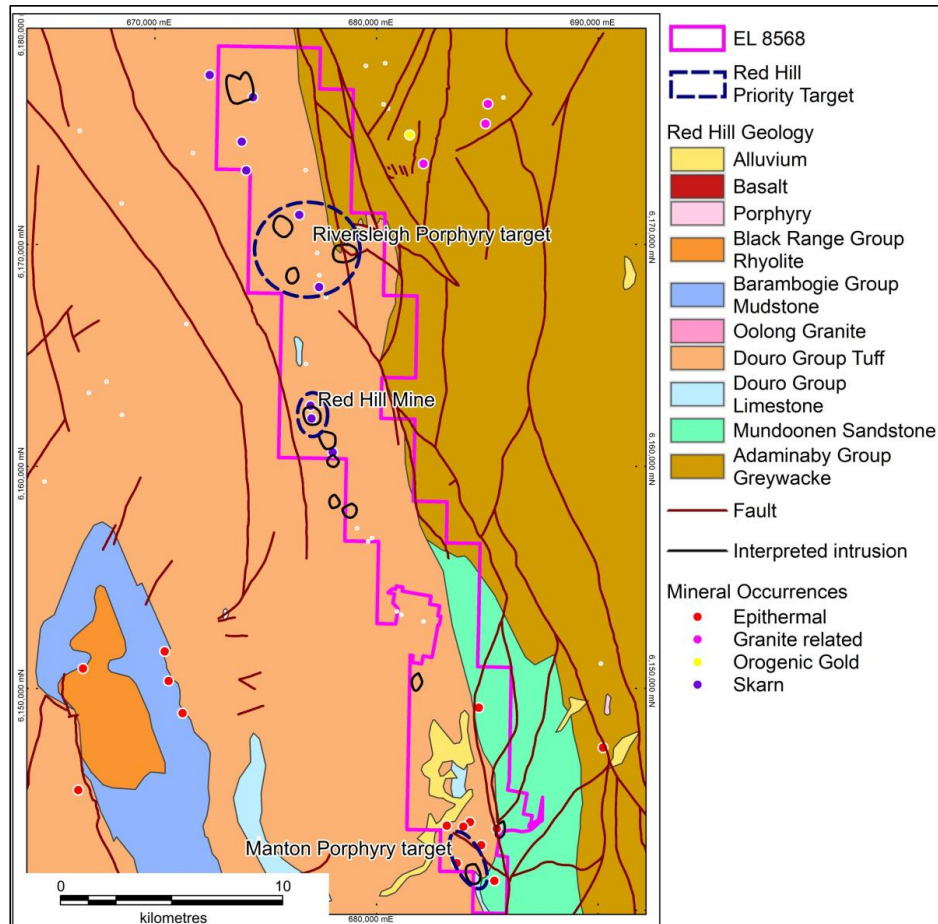 670,000 mE
680,000 mE
690,000 mE
6,180,000 mN
6,170,000 mN
6,170,000 mN
6,160,000 mN
6,160,000 mN
6,150,000 mN
6,150,000 mN
Riversleigh Porphyry target
Red Hill Mine
Manton Porphyry target
0
10
kilometres
680,000 mE
EL 8568
Red Hill
Priority Target
Red Hill Geology
Alluvium
Basalt
Porphyry
Black Range Group
Rhyolite
Barambogie Group
Mudstone
Oolong Granite
Douro Group Tuff
Douro Group
Limestone
Mundoonen Sandstone
Adaminaby Group
Greywacke
Fault
Interpreted intrusion
Mineral Occurrences
Epithermal
Granite related
Orogenic Gold
Skarn